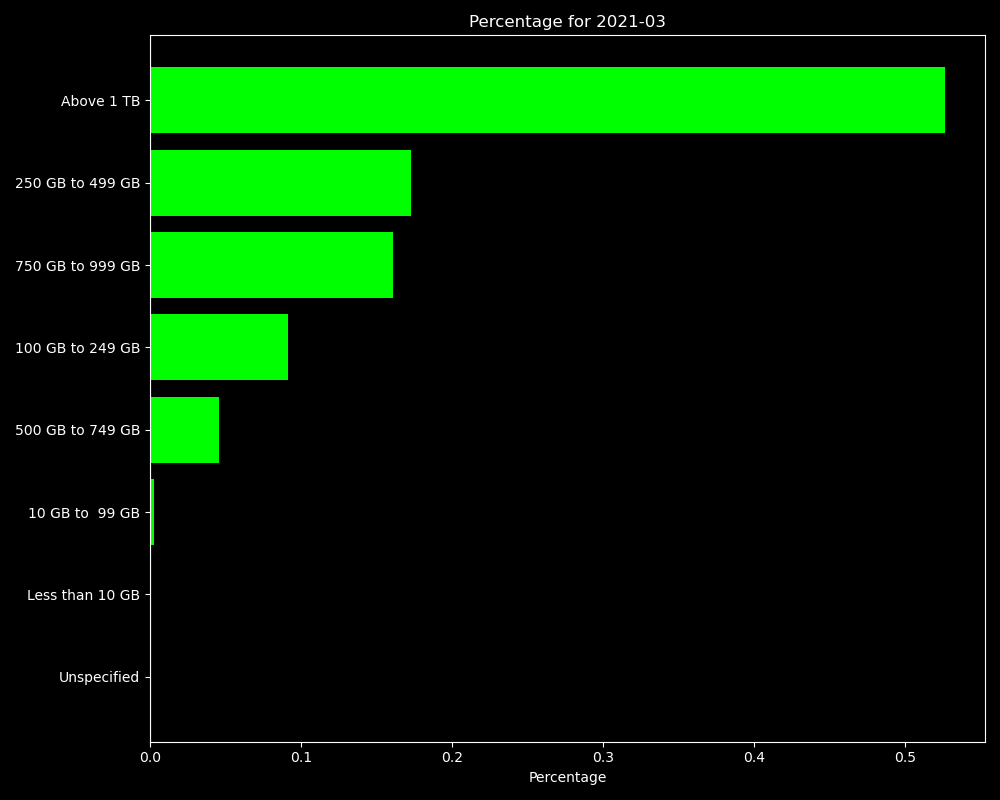 Percentage for 2021-03
Above 1 TB
250 GB to 499 GB
750 GB to 999 GB
100 GB to 249 GB
500 GB to 749 GB
10 GB to  99 GB
Less than 10 GB
Unspecified
0.0 0.1 0.2 0.3 0.4 0.5
Percentage